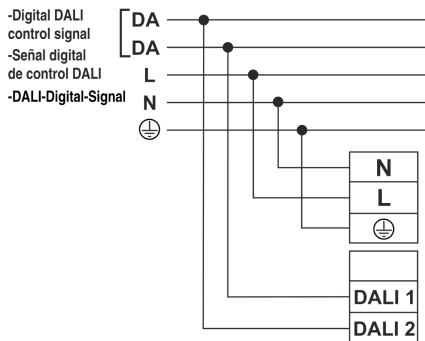 -Digital DALI
control signal
-Señal digital
de control DALI
-DALI-Digital-Signal
DA
DA
L
N
N
L
DALI 1
DALI 2